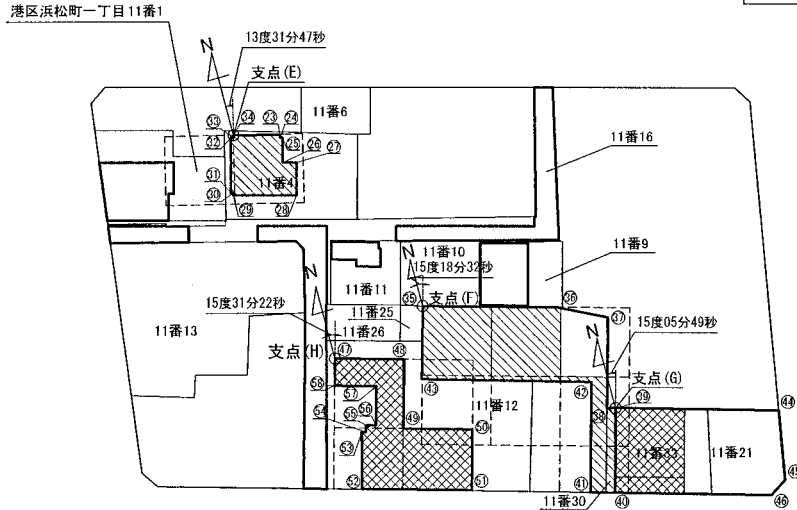 港区浜松町一丁目11番1
13度31分47秒
N
支点(E)
11番6
㉝
㉞
㉓
㉔
㉜
㉕
㉖
㉗
11番16
㉛
11番4
㉚
㉙
㉘
11番10
11番9
N
15度18分32秒
11番11
㉟
支点(F)
㊱
15度31分22秒
N
11番25
㊲
15度05分49秒
11番13
11番26
N
支点(H)
㊼
㊽
支点(G)
58
57
㊸
㊷
㊴
㊹
54
55
56
11番12
㊳
53
㊾
㊿
11番33
11番21
㊺
52
51
㊶
㊵
㊻
11番30